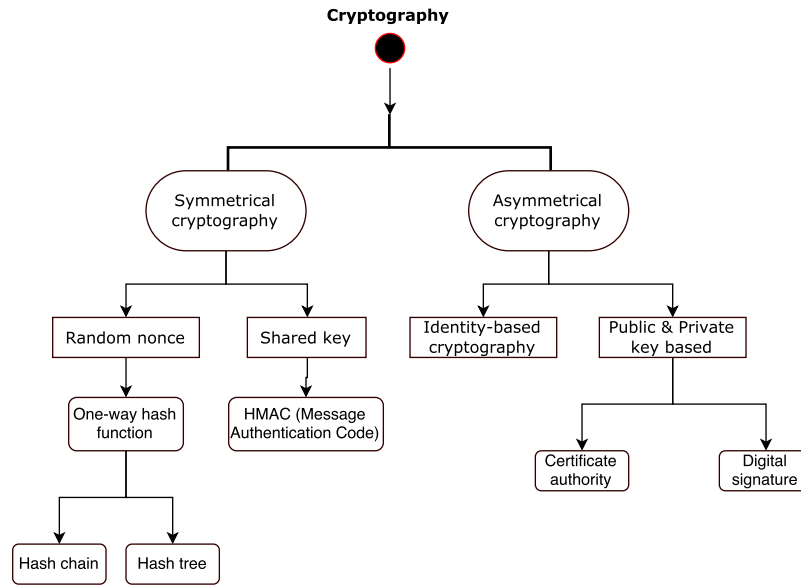 Cryptography
Symmetrical
cryptography
Asymmetrical
cryptography
Random nonce
Shared key
Identity-based
cryptography
Public & Private
key based
One-way hash
function
HMAC (Message
Authentication Code)
Certificate
authority
Digital
signature
Hash chain
Hash tree